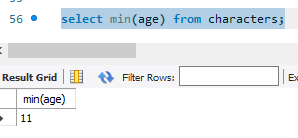 56 select min(age) from characters;
Result Grid Filter Rows: Ex
min(age)
11